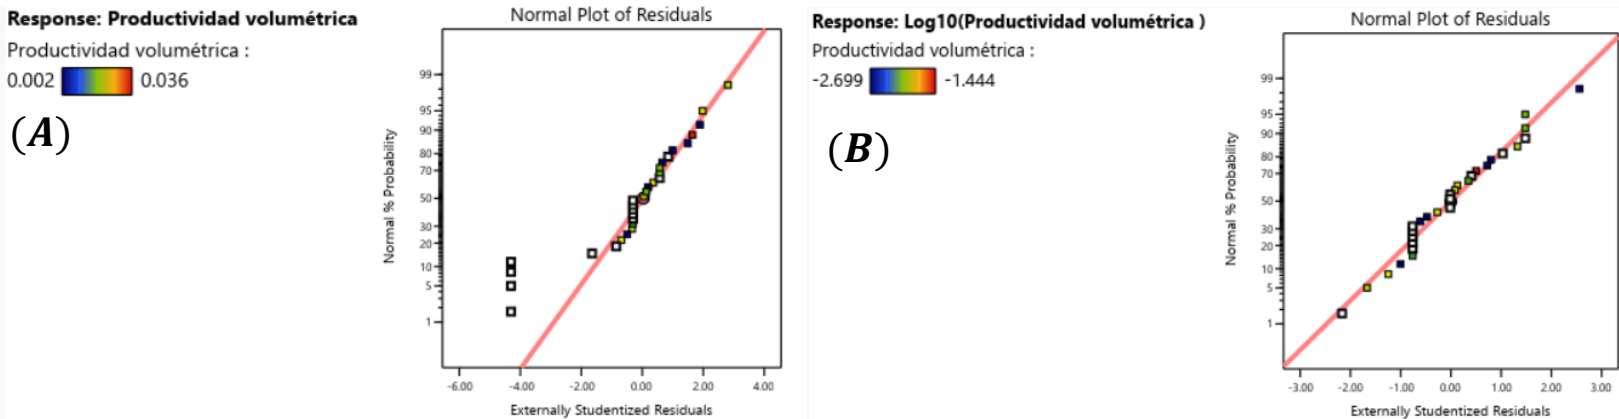 Response: Productividad volumétrica
Productividad volumétrica :
0.002 0.036
(A)
Normal Plot of Residuals
Normal % Probability
99
95
90
80
70
50
30
20
10
5
1
-6.00 -4.00 -2.00 0.00 2.00 4.00
Externally Studentized Residuals
Response: Log10(Productividad volumétrica )
Productividad volumétrica :
-2.699 -1.444
(B)
Normal Plot of Residuals
Normal % Probability
99
95
90
80
70
50
30
20
10
5
1
-3.00 -2.00 -1.00 0.00 1.00 2.00 3.00
Externally Studentized Residuals